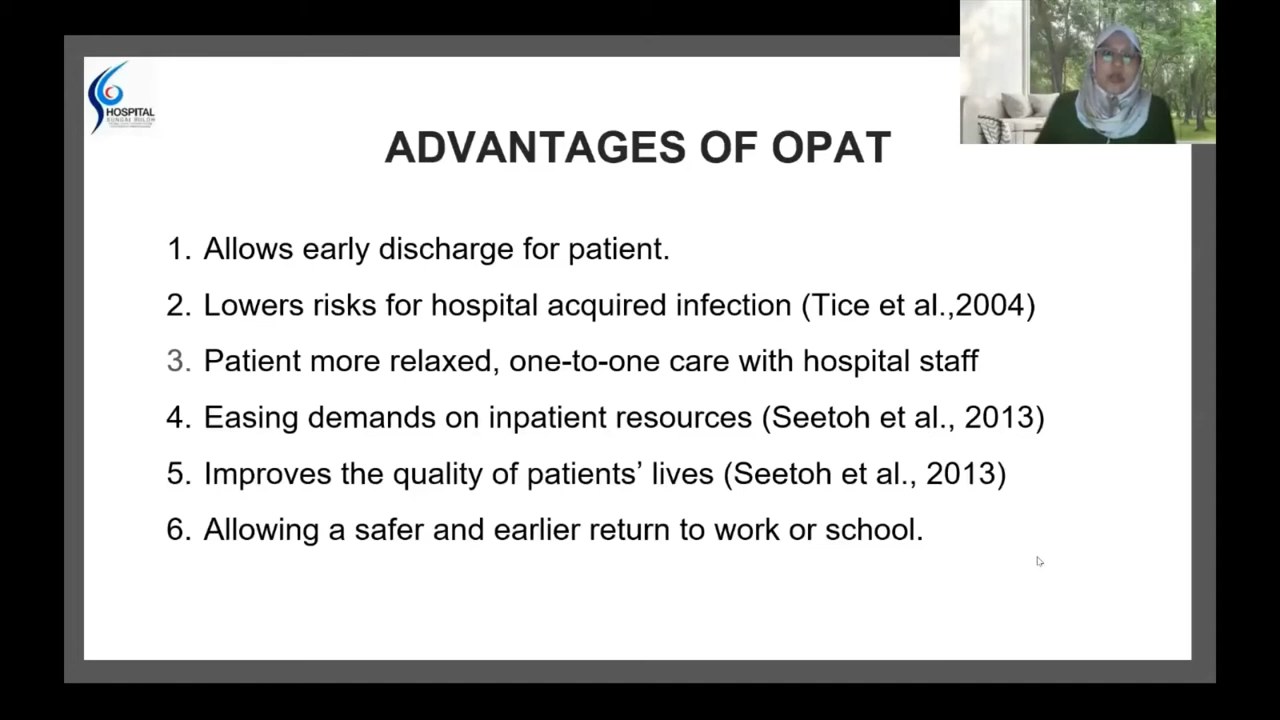 HOSPITAL
SUNGAI BULOH
ADVANTAGES OF OPAT
1. Allows early discharge for patient.
2. Lowers risks for hospital acquired infection (Tice et al.,2004)
3. Patient more relaxed, one-to-one care with hospital staff
4. Easing demands on inpatient resources (Seetoh et al., 2013)
5. Improves the quality of patients’ lives (Seetoh et al., 2013)
6. Allowing a safer and earlier return to work or school.